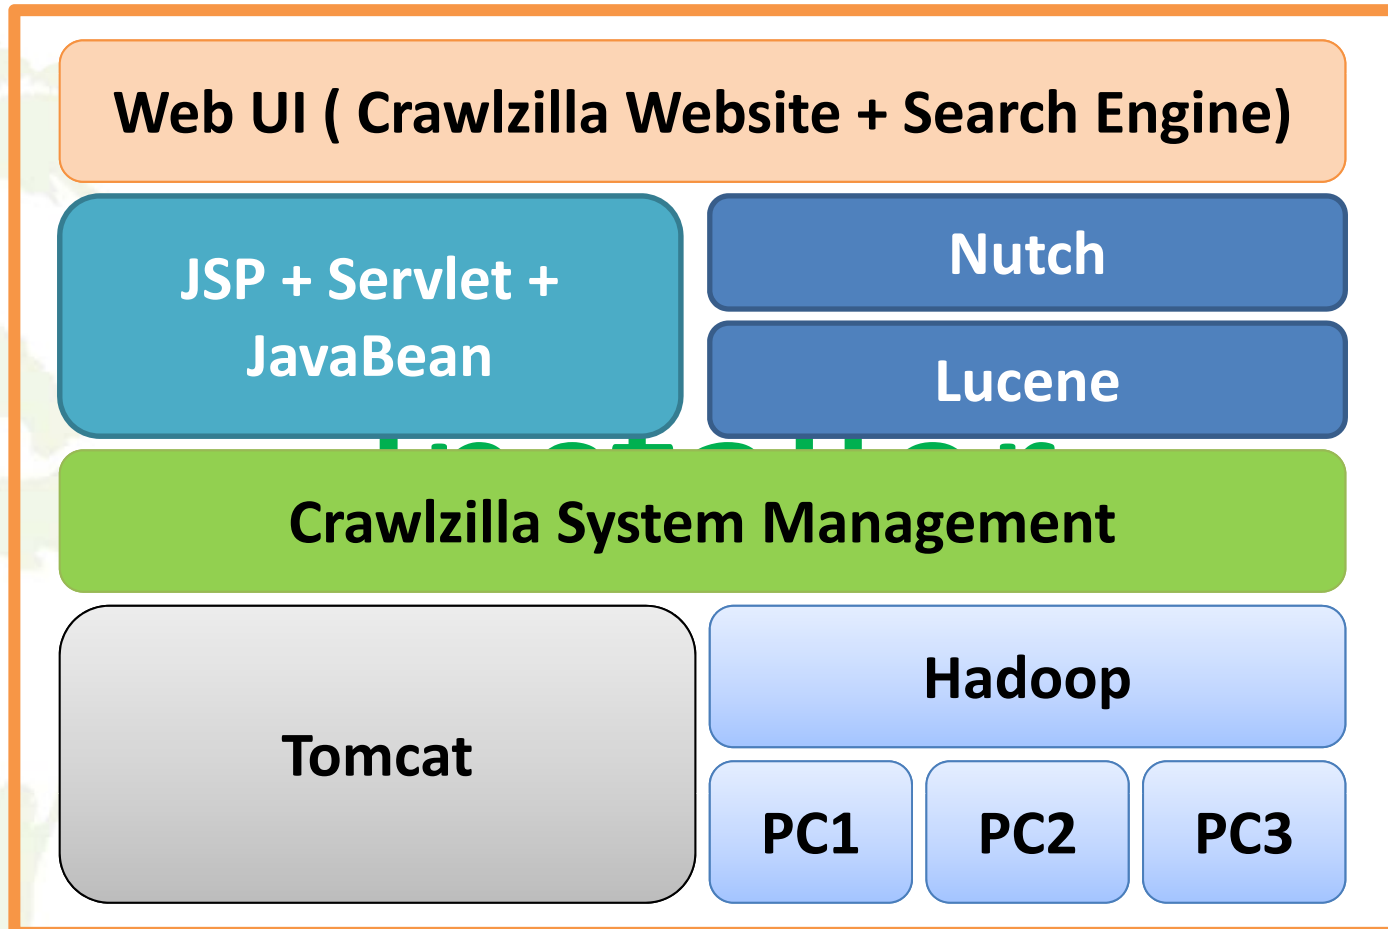 Web UI ( Crawlzilla Website + Search Engine)
JSP + Servlet +
JavaBean
Nutch
Lucene
Crawlzilla System Management
Tomcat
Hadoop
PC1 PC2 PC3